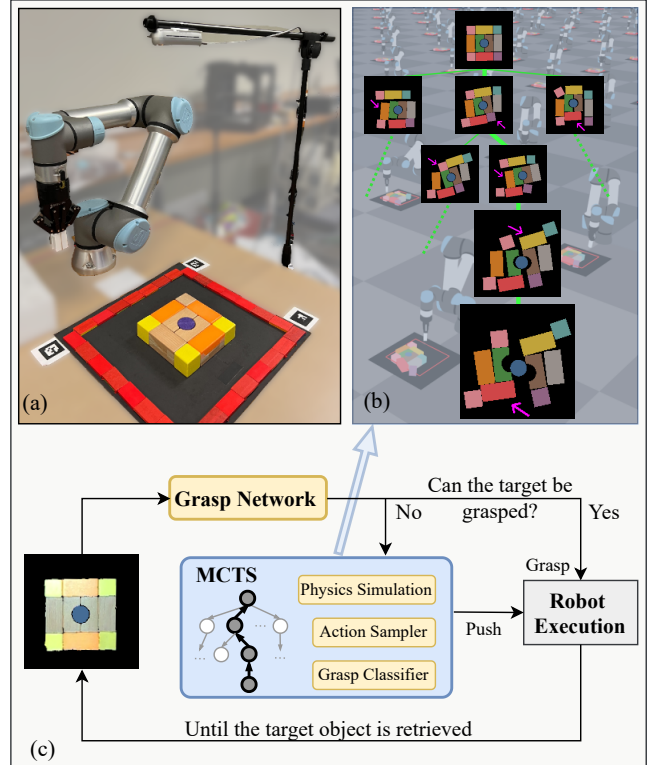 (a)
(b)
Grasp Network
Can the target be
grasped?
No
Yes
MCTS
Physics Simulation
Action Sampler
Grasp Classifier
... ...
... ...
Grasp
Push
Robot
Execution
Until the target object is retrieved
(c)